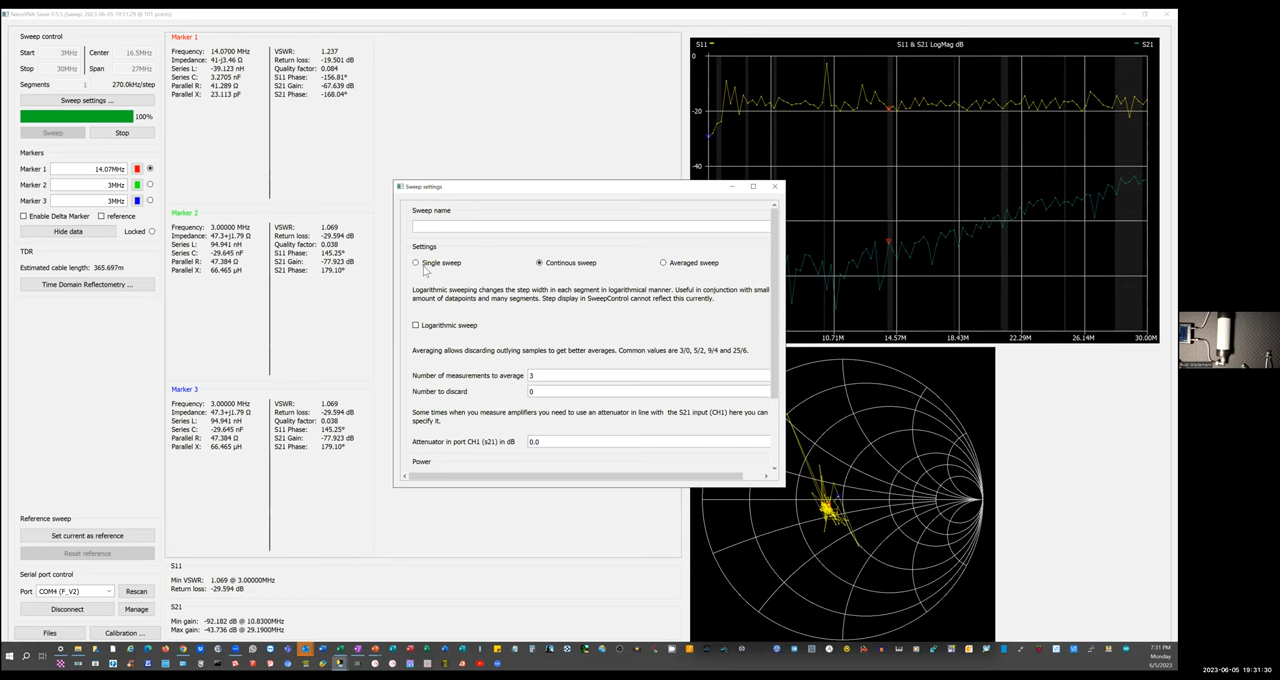 NanoVNA Saver 0.5.5 (Sweep: 2023-06-05 19:31:29 @ 101 points)
Sweep control
Start 3MHz Center 16.5MHz
Stop 30MHz Span 27MHz
Segments 1 270.0kHz/step
Sweep settings ...
100%
Sweep Stop
Markers
Marker 1 14.07MHz
Marker 2 3MHz
Marker 3 3MHz
Enable Delta Marker reference
Hide data Locked
TDR
Estimated cable length: 365.697m
Time Domain Reflectometry ...
Reference sweep
Set current as reference
Reset reference
Serial port control
Port COM4 (F_V2) Rescan
Disconnect Manage
Files Calibration ...
Marker 1
Frequency: 14.0700 MHz VSWR: 1.237
Impedance: 41-j3.46 Ω Return loss: -19.501 dB
Series L: -39.123 nH Quality factor: 0.084
Series C: 3.2705 nF S11 Phase: -156.81°
Parallel R: 41.289 Ω S21 Gain: -67.639 dB
Parallel X: 23.113 pF S21 Phase: -168.04°
Marker 2
Frequency: 3.00000 MHz VSWR: 1.069
Impedance: 47.3+j1.79 Ω Return loss: -29.594 dB
Series L: 94.941 nH Quality factor: 0.038
Series C: -29.645 nF S11 Phase: 145.25°
Parallel R: 47.384 Ω S21 Gain: -77.923 dB
Parallel X: 66.465 µH S21 Phase: 179.10°
Marker 3
Frequency: 3.00000 MHz VSWR: 1.069
Impedance: 47.3+j1.79 Ω Return loss: -29.594 dB
Series L: 94.941 nH Quality factor: 0.038
Series C: -29.645 nF S11 Phase: 145.25°
Parallel R: 47.384 Ω S21 Gain: -77.923 dB
Parallel X: 66.465 µH S21 Phase: 179.10°
S11
Min VSWR: 1.069 @ 3.00000MHz
Return loss: -29.594 dB
S21
Min gain: -92.182 dB @ 10.8300MHz
Max gain: -43.736 dB @ 29.1900MHz
Sweep settings
Sweep name
Settings
Single sweep Continous sweep Averaged sweep
Logarithmic sweeping changes the step width in each segment in logarithmical manner. Useful in conjunction with small
amount of datapoints and many segments. Step display in SweepControl cannot reflect this currently.
Logarithmic sweep
Averaging allows discarding outlying samples to get better averages. Common values are 3/0, 5/2, 9/4 and 25/6.
Number of measurements to average 3
Number to discard 0
Some times when you measure amplifiers you need to use an attenuator in line with the S21 input (CH1) here you can
specify it.
Attenuator in port CH1 (s21) in dB 0.0
Power
S11 S11 & S21 LogMag dB S21
0
-20
-40
10.71M 14.57M 18.43M 22.29M 26.14M 30.00M
7:31 PM
Monday
6/5/2023
2023-06-05 19:31:30